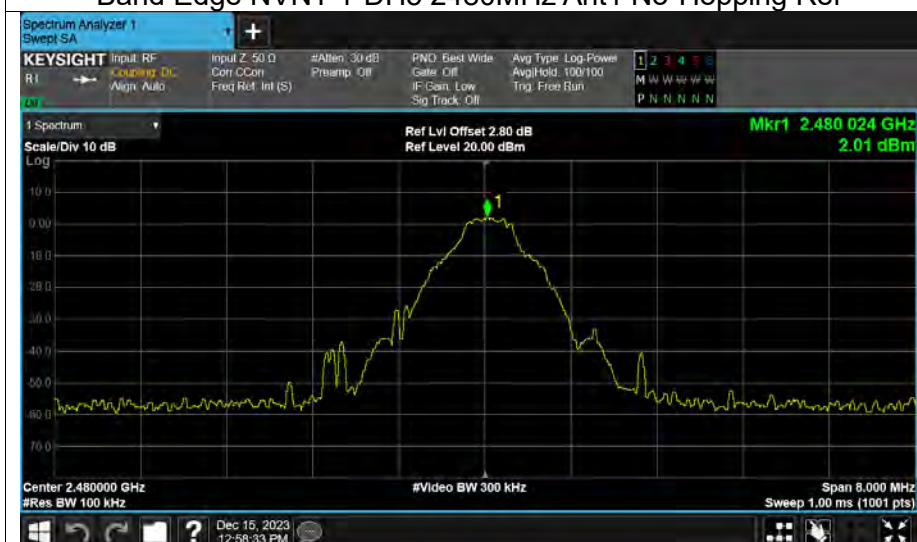 Band Edge NVNT 1-DH5 2480MHz Ant1 No-Hopping Ref
Spectrum Analyzer 1
Swept SA
+
KEYSIGHT Input: RF Input Z: 50 Ω #Atten: 30 dB PNO: Best Wide Avg Type: Log-Power 1 2 3 4 5 6
Coupling: DC Corr CCorr Preamp: Off Gate: Off Avg|Hold: 100/100 M W W W W W
Align: Auto Freq Ref: Int (S) IF Gain: Low Trig: Free Run
Sig Track: Off P N N N N N
1 Spectrum
Ref Lvl Offset 2.80 dB Mkr1 2.480 024 GHz
Scale/Div 10 dB Ref Level 20.00 dBm 2.01 dBm
Log
10.0
1
0.00
-20.0
-40.0
-50.0
-60.0
-70.0
Center 2.480000 GHz #Video BW 300 kHz Span 8.000 MHz
#Res BW 100 kHz Sweep 1.00 ms (1001 pts)
? Dec 15, 2023
12:58:33 PM